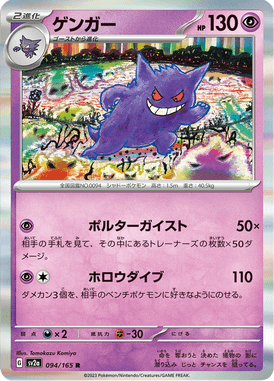 2進化
ゲンガー
HP 130
ゴーストから進化
全国図鑑NO.0094 シャドーポケモン 高さ：1.5m 重さ：40.5kg
ポルターガイスト 50×
相手の手札を見て、その中にあるトレーナーズの枚数×50ダメージ。
ホロウダイブ 110
ダメカン3個を、相手のベンチポケモンに好きなようにのせる。
弱点 ×2 抵抗力 -30 にげる
Illus. Tomokazu Komiya
sv2a 094/165 R
©2023 Pokémon/Nintendo/Creatures/GAME FREAK.